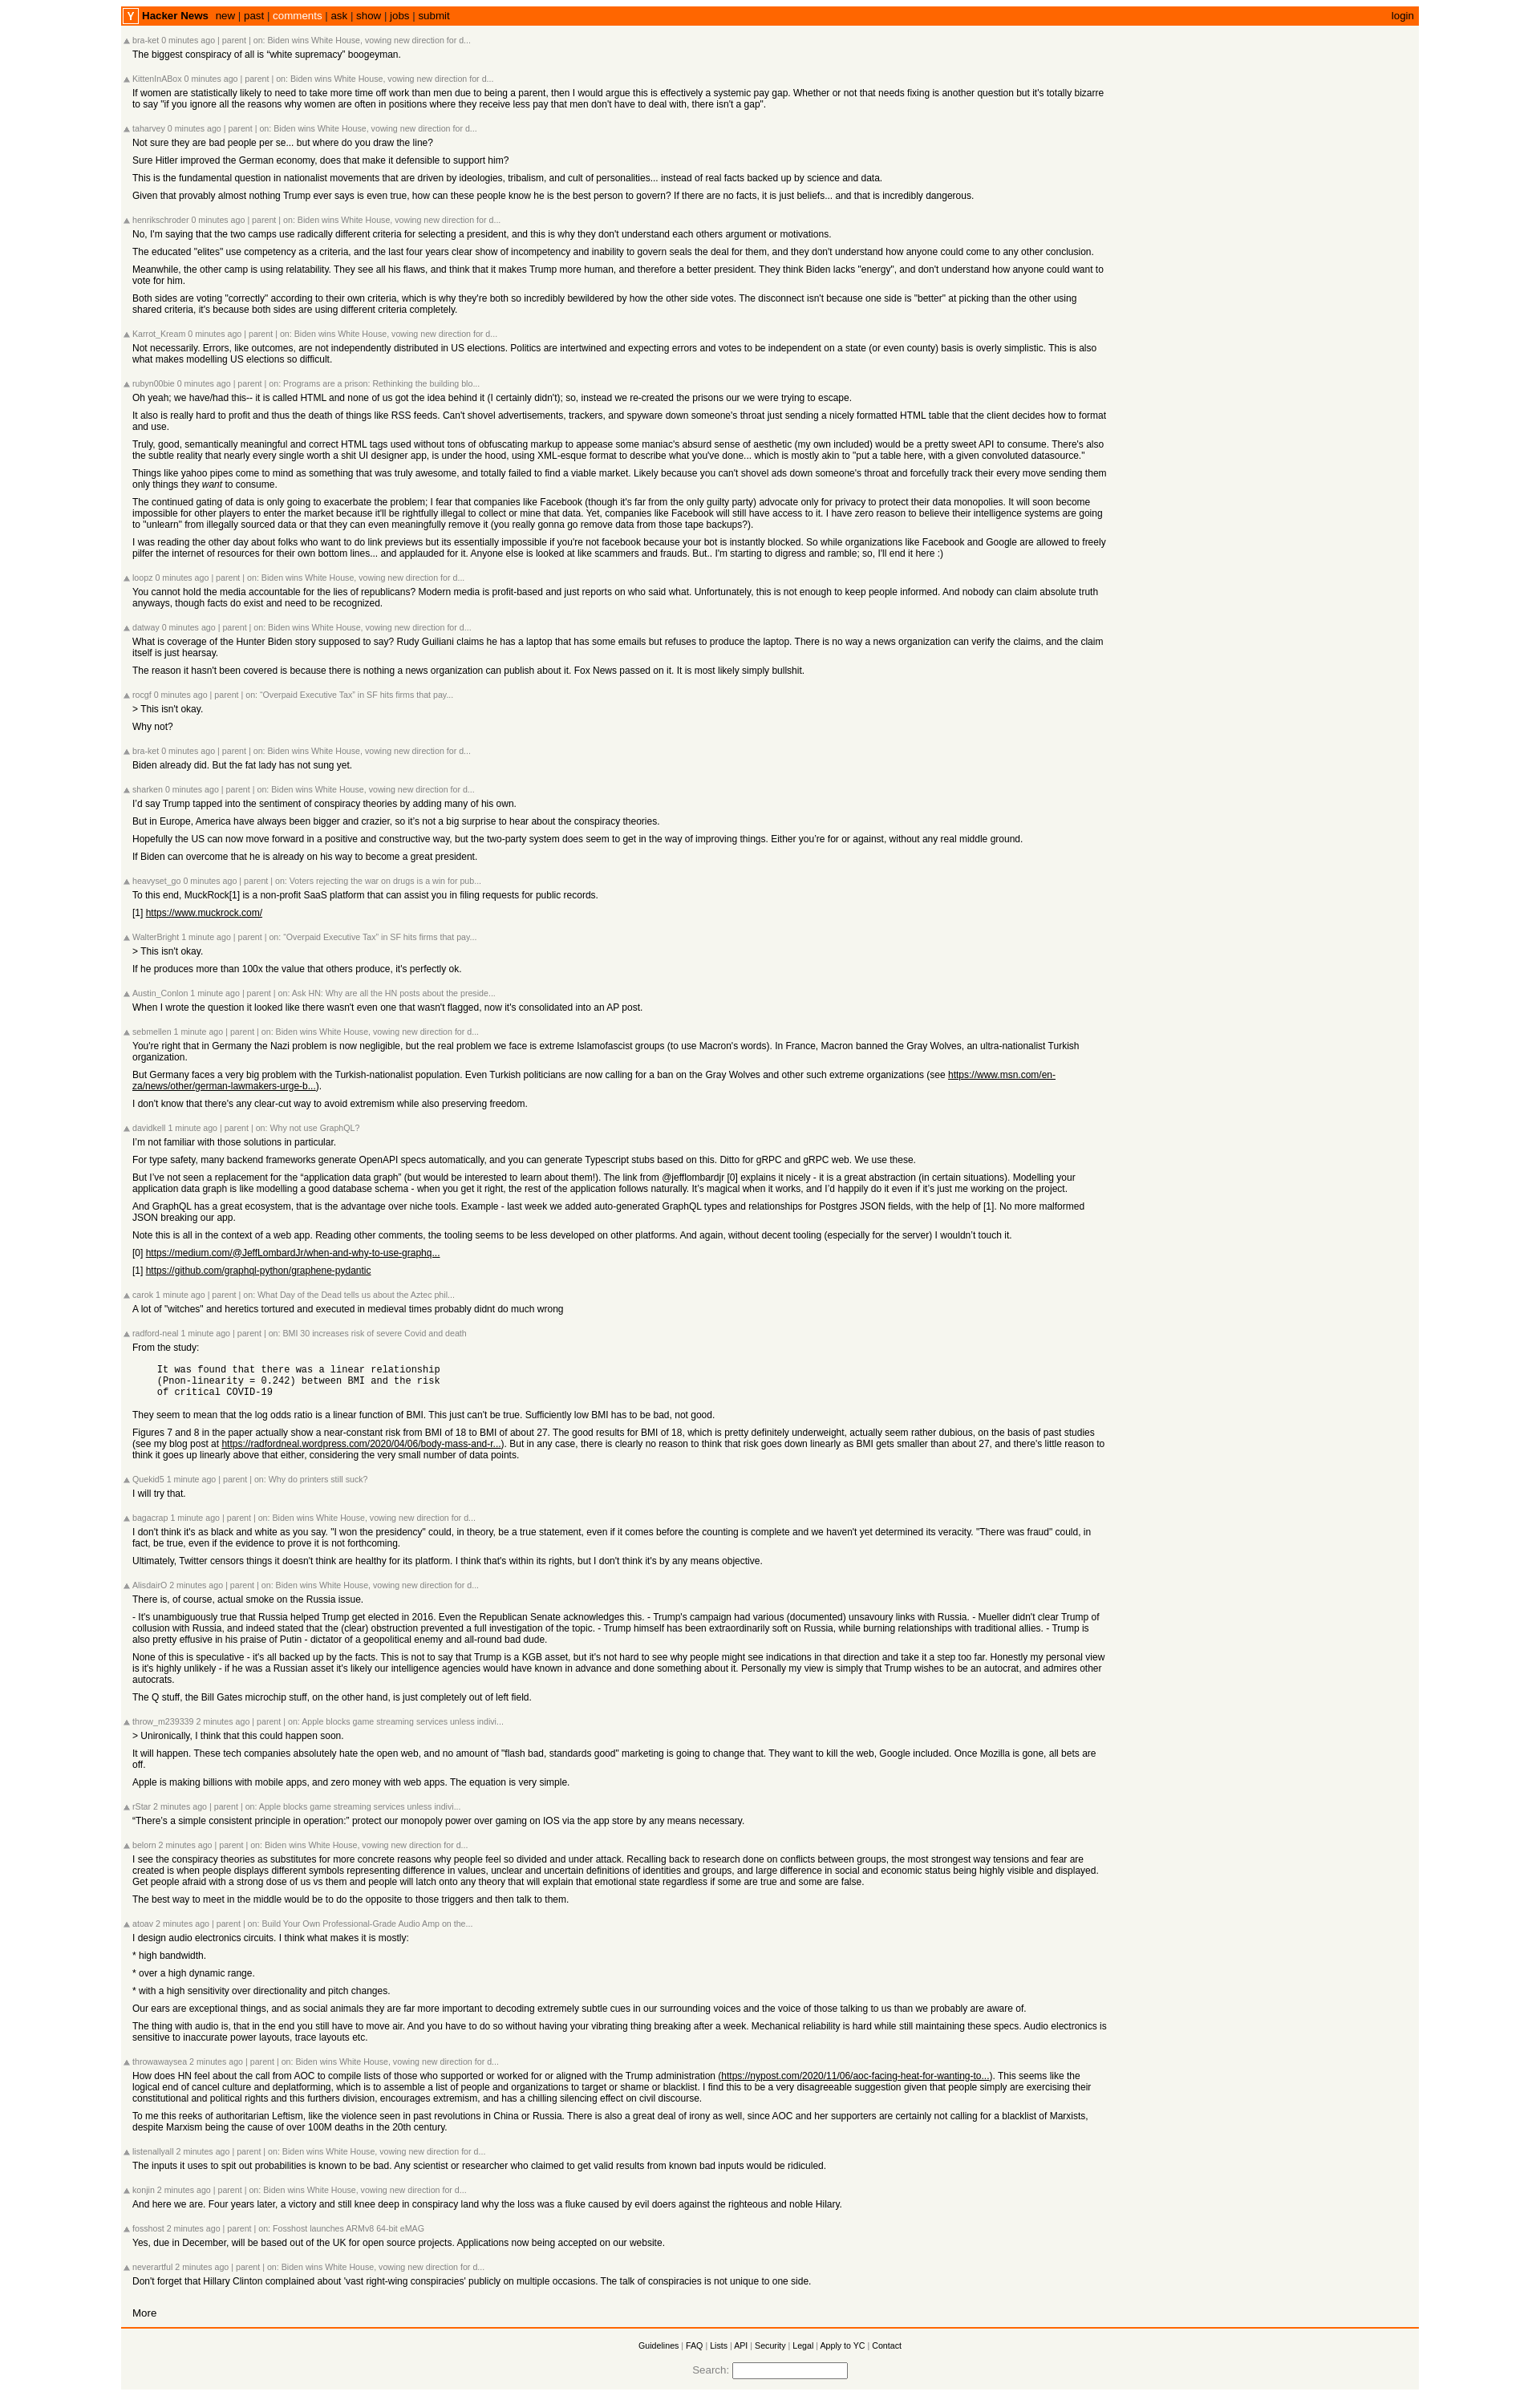 Y Hacker News new | past | comments | ask | show | jobs | submit login
bra-ket 0 minutes ago | parent | on: Biden wins White House, vowing new direction for d...
The biggest conspiracy of all is “white supremacy” boogeyman.
KittenInABox 0 minutes ago | parent | on: Biden wins White House, vowing new direction for d...
If women are statistically likely to need to take more time off work than men due to being a parent, then I would argue this is effectively a systemic pay gap. Whether or not that needs fixing is another question but it's totally bizarre
to say "if you ignore all the reasons why women are often in positions where they receive less pay that men don't have to deal with, there isn't a gap".
taharvey 0 minutes ago | parent | on: Biden wins White House, vowing new direction for d...
Not sure they are bad people per se... but where do you draw the line?
Sure Hitler improved the German economy, does that make it defensible to support him?
This is the fundamental question in nationalist movements that are driven by ideologies, tribalism, and cult of personalities... instead of real facts backed up by science and data.
Given that provably almost nothing Trump ever says is even true, how can these people know he is the best person to govern? If there are no facts, it is just beliefs... and that is incredibly dangerous.
henrikschroder 0 minutes ago | parent | on: Biden wins White House, vowing new direction for d...
No, I'm saying that the two camps use radically different criteria for selecting a president, and this is why they don't understand each others argument or motivations.
The educated "elites" use competency as a criteria, and the last four years clear show of incompetency and inability to govern seals the deal for them, and they don't understand how anyone could come to any other conclusion.
Meanwhile, the other camp is using relatability. They see all his flaws, and think that it makes Trump more human, and therefore a better president. They think Biden lacks "energy", and don't understand how anyone could want to
vote for him.
Both sides are voting "correctly" according to their own criteria, which is why they're both so incredibly bewildered by how the other side votes. The disconnect isn't because one side is "better" at picking than the other using
shared criteria, it's because both sides are using different criteria completely.
Karrot_Kream 0 minutes ago | parent | on: Biden wins White House, vowing new direction for d...
Not necessarily. Errors, like outcomes, are not independently distributed in US elections. Politics are intertwined and expecting errors and votes to be independent on a state (or even county) basis is overly simplistic. This is also
what makes modelling US elections so difficult.
rubyn00bie 0 minutes ago | parent | on: Programs are a prison: Rethinking the building blo...
Oh yeah; we have/had this-- it is called HTML and none of us got the idea behind it (I certainly didn't); so, instead we re-created the prisons our we were trying to escape.
It also is really hard to profit and thus the death of things like RSS feeds. Can't shovel advertisements, trackers, and spyware down someone's throat just sending a nicely formatted HTML table that the client decides how to format
and use.
Truly, good, semantically meaningful and correct HTML tags used without tons of obfuscating markup to appease some maniac's absurd sense of aesthetic (my own included) would be a pretty sweet API to consume. There's also
the subtle reality that nearly every single worth a shit UI designer app, is under the hood, using XML-esque format to describe what you've done... which is mostly akin to "put a table here, with a given convoluted datasource."
Things like yahoo pipes come to mind as something that was truly awesome, and totally failed to find a viable market. Likely because you can't shovel ads down someone's throat and forcefully track their every move sending them
only things they want to consume.
The continued gating of data is only going to exacerbate the problem; I fear that companies like Facebook (though it's far from the only guilty party) advocate only for privacy to protect their data monopolies. It will soon become
impossible for other players to enter the market because it'll be rightfully illegal to collect or mine that data. Yet, companies like Facebook will still have access to it. I have zero reason to believe their intelligence systems are going
to "unlearn" from illegally sourced data or that they can even meaningfully remove it (you really gonna go remove data from those tape backups?).
I was reading the other day about folks who want to do link previews but its essentially impossible if you're not facebook because your bot is instantly blocked. So while organizations like Facebook and Google are allowed to freely
pilfer the internet of resources for their own bottom lines... and applauded for it. Anyone else is looked at like scammers and frauds. But.. I'm starting to digress and ramble; so, I'll end it here :)
loopz 0 minutes ago | parent | on: Biden wins White House, vowing new direction for d...
You cannot hold the media accountable for the lies of republicans? Modern media is profit-based and just reports on who said what. Unfortunately, this is not enough to keep people informed. And nobody can claim absolute truth
anyways, though facts do exist and need to be recognized.
datway 0 minutes ago | parent | on: Biden wins White House, vowing new direction for d...
What is coverage of the Hunter Biden story supposed to say? Rudy Guiliani claims he has a laptop that has some emails but refuses to produce the laptop. There is no way a news organization can verify the claims, and the claim
itself is just hearsay.
The reason it hasn't been covered is because there is nothing a news organization can publish about it. Fox News passed on it. It is most likely simply bullshit.
rocgf 0 minutes ago | parent | on: “Overpaid Executive Tax” in SF hits firms that pay...
> This isn't okay.
Why not?
bra-ket 0 minutes ago | parent | on: Biden wins White House, vowing new direction for d...
Biden already did. But the fat lady has not sung yet.
sharken 0 minutes ago | parent | on: Biden wins White House, vowing new direction for d...
I’d say Trump tapped into the sentiment of conspiracy theories by adding many of his own.
But in Europe, America have always been bigger and crazier, so it’s not a big surprise to hear about the conspiracy theories.
Hopefully the US can now move forward in a positive and constructive way, but the two-party system does seem to get in the way of improving things. Either you’re for or against, without any real middle ground.
If Biden can overcome that he is already on his way to become a great president.
heavyset_go 0 minutes ago | parent | on: Voters rejecting the war on drugs is a win for pub...
To this end, MuckRock[1] is a non-profit SaaS platform that can assist you in filing requests for public records.
[1] https://www.muckrock.com/
WalterBright 1 minute ago | parent | on: “Overpaid Executive Tax” in SF hits firms that pay...
> This isn't okay.
If he produces more than 100x the value that others produce, it's perfectly ok.
Austin_Conlon 1 minute ago | parent | on: Ask HN: Why are all the HN posts about the preside...
When I wrote the question it looked like there wasn't even one that wasn't flagged, now it's consolidated into an AP post.
sebmellen 1 minute ago | parent | on: Biden wins White House, vowing new direction for d...
You're right that in Germany the Nazi problem is now negligible, but the real problem we face is extreme Islamofascist groups (to use Macron's words). In France, Macron banned the Gray Wolves, an ultra-nationalist Turkish
organization.
But Germany faces a very big problem with the Turkish-nationalist population. Even Turkish politicians are now calling for a ban on the Gray Wolves and other such extreme organizations (see https://www.msn.com/en-
za/news/other/german-lawmakers-urge-b...).
I don't know that there's any clear-cut way to avoid extremism while also preserving freedom.
davidkell 1 minute ago | parent | on: Why not use GraphQL?
I’m not familiar with those solutions in particular.
For type safety, many backend frameworks generate OpenAPI specs automatically, and you can generate Typescript stubs based on this. Ditto for gRPC and gRPC web. We use these.
But I’ve not seen a replacement for the “application data graph” (but would be interested to learn about them!). The link from @jefflombardjr [0] explains it nicely - it is a great abstraction (in certain situations). Modelling your
application data graph is like modelling a good database schema - when you get it right, the rest of the application follows naturally. It’s magical when it works, and I’d happily do it even if it’s just me working on the project.
And GraphQL has a great ecosystem, that is the advantage over niche tools. Example - last week we added auto-generated GraphQL types and relationships for Postgres JSON fields, with the help of [1]. No more malformed
JSON breaking our app.
Note this is all in the context of a web app. Reading other comments, the tooling seems to be less developed on other platforms. And again, without decent tooling (especially for the server) I wouldn’t touch it.
[0] https://medium.com/@JeffLombardJr/when-and-why-to-use-graphq...
[1] https://github.com/graphql-python/graphene-pydantic
carok 1 minute ago | parent | on: What Day of the Dead tells us about the Aztec phil...
A lot of "witches" and heretics tortured and executed in medieval times probably didnt do much wrong
radford-neal 1 minute ago | parent | on: BMI 30 increases risk of severe Covid and death
From the study:
It was found that there was a linear relationship
(Pnon-linearity = 0.242) between BMI and the risk
of critical COVID-19
They seem to mean that the log odds ratio is a linear function of BMI. This just can't be true. Sufficiently low BMI has to be bad, not good.
Figures 7 and 8 in the paper actually show a near-constant risk from BMI of 18 to BMI of about 27. The good results for BMI of 18, which is pretty definitely underweight, actually seem rather dubious, on the basis of past studies
(see my blog post at https://radfordneal.wordpress.com/2020/04/06/body-mass-and-r...). But in any case, there is clearly no reason to think that risk goes down linearly as BMI gets smaller than about 27, and there's little reason to
think it goes up linearly above that either, considering the very small number of data points.
Quekid5 1 minute ago | parent | on: Why do printers still suck?
I will try that.
bagacrap 1 minute ago | parent | on: Biden wins White House, vowing new direction for d...
I don't think it's as black and white as you say. "I won the presidency" could, in theory, be a true statement, even if it comes before the counting is complete and we haven't yet determined its veracity. "There was fraud" could, in
fact, be true, even if the evidence to prove it is not forthcoming.
Ultimately, Twitter censors things it doesn't think are healthy for its platform. I think that's within its rights, but I don't think it's by any means objective.
AlisdairO 2 minutes ago | parent | on: Biden wins White House, vowing new direction for d...
There is, of course, actual smoke on the Russia issue.
- It's unambiguously true that Russia helped Trump get elected in 2016. Even the Republican Senate acknowledges this. - Trump's campaign had various (documented) unsavoury links with Russia. - Mueller didn't clear Trump of
collusion with Russia, and indeed stated that the (clear) obstruction prevented a full investigation of the topic. - Trump himself has been extraordinarily soft on Russia, while burning relationships with traditional allies. - Trump is
also pretty effusive in his praise of Putin - dictator of a geopolitical enemy and all-round bad dude.
None of this is speculative - it's all backed up by the facts. This is not to say that Trump is a KGB asset, but it's not hard to see why people might see indications in that direction and take it a step too far. Honestly my personal view
is it's highly unlikely - if he was a Russian asset it's likely our intelligence agencies would have known in advance and done something about it. Personally my view is simply that Trump wishes to be an autocrat, and admires other
autocrats.
The Q stuff, the Bill Gates microchip stuff, on the other hand, is just completely out of left field.
throw_m239339 2 minutes ago | parent | on: Apple blocks game streaming services unless indivi...
> Unironically, I think that this could happen soon.
It will happen. These tech companies absolutely hate the open web, and no amount of "flash bad, standards good" marketing is going to change that. They want to kill the web, Google included. Once Mozilla is gone, all bets are
off.
Apple is making billions with mobile apps, and zero money with web apps. The equation is very simple.
rStar 2 minutes ago | parent | on: Apple blocks game streaming services unless indivi...
“There’s a simple consistent principle in operation:” protect our monopoly power over gaming on IOS via the app store by any means necessary.
belorn 2 minutes ago | parent | on: Biden wins White House, vowing new direction for d...
I see the conspiracy theories as substitutes for more concrete reasons why people feel so divided and under attack. Recalling back to research done on conflicts between groups, the most strongest way tensions and fear are
created is when people displays different symbols representing difference in values, unclear and uncertain definitions of identities and groups, and large difference in social and economic status being highly visible and displayed.
Get people afraid with a strong dose of us vs them and people will latch onto any theory that will explain that emotional state regardless if some are true and some are false.
The best way to meet in the middle would be to do the opposite to those triggers and then talk to them.
atoav 2 minutes ago | parent | on: Build Your Own Professional-Grade Audio Amp on the...
I design audio electronics circuits. I think what makes it is mostly:
* high bandwidth.
* over a high dynamic range.
* with a high sensitivity over directionality and pitch changes.
Our ears are exceptional things, and as social animals they are far more important to decoding extremely subtle cues in our surrounding voices and the voice of those talking to us than we probably are aware of.
The thing with audio is, that in the end you still have to move air. And you have to do so without having your vibrating thing breaking after a week. Mechanical reliability is hard while still maintaining these specs. Audio electronics is
sensitive to inaccurate power layouts, trace layouts etc.
throwawaysea 2 minutes ago | parent | on: Biden wins White House, vowing new direction for d...
How does HN feel about the call from AOC to compile lists of those who supported or worked for or aligned with the Trump administration (https://nypost.com/2020/11/06/aoc-facing-heat-for-wanting-to...). This seems like the
logical end of cancel culture and deplatforming, which is to assemble a list of people and organizations to target or shame or blacklist. I find this to be a very disagreeable suggestion given that people simply are exercising their
constitutional and political rights and this furthers division, encourages extremism, and has a chilling silencing effect on civil discourse.
To me this reeks of authoritarian Leftism, like the violence seen in past revolutions in China or Russia. There is also a great deal of irony as well, since AOC and her supporters are certainly not calling for a blacklist of Marxists,
despite Marxism being the cause of over 100M deaths in the 20th century.
listenallyall 2 minutes ago | parent | on: Biden wins White House, vowing new direction for d...
The inputs it uses to spit out probabilities is known to be bad. Any scientist or researcher who claimed to get valid results from known bad inputs would be ridiculed.
konjin 2 minutes ago | parent | on: Biden wins White House, vowing new direction for d...
And here we are. Four years later, a victory and still knee deep in conspiracy land why the loss was a fluke caused by evil doers against the righteous and noble Hilary.
fosshost 2 minutes ago | parent | on: Fosshost launches ARMv8 64-bit eMAG
Yes, due in December, will be based out of the UK for open source projects. Applications now being accepted on our website.
neverartful 2 minutes ago | parent | on: Biden wins White House, vowing new direction for d...
Don't forget that Hillary Clinton complained about 'vast right-wing conspiracies' publicly on multiple occasions. The talk of conspiracies is not unique to one side.
More
Guidelines | FAQ | Lists | API | Security | Legal | Apply to YC | Contact
Search: